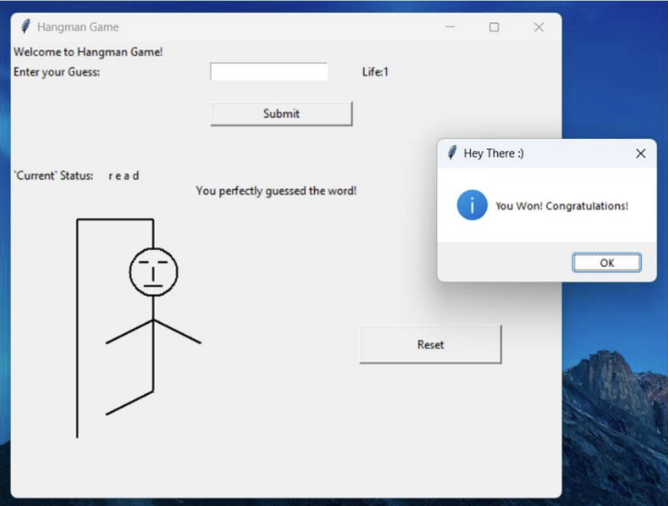 Hangman Game
Welcome to Hangman Game!
Enter your Guess:
Life:1
Submit
Hey There :)
You Won! Congratulations!
OK
`Current` Status: r e a d
You perfectly guessed the word!
Reset